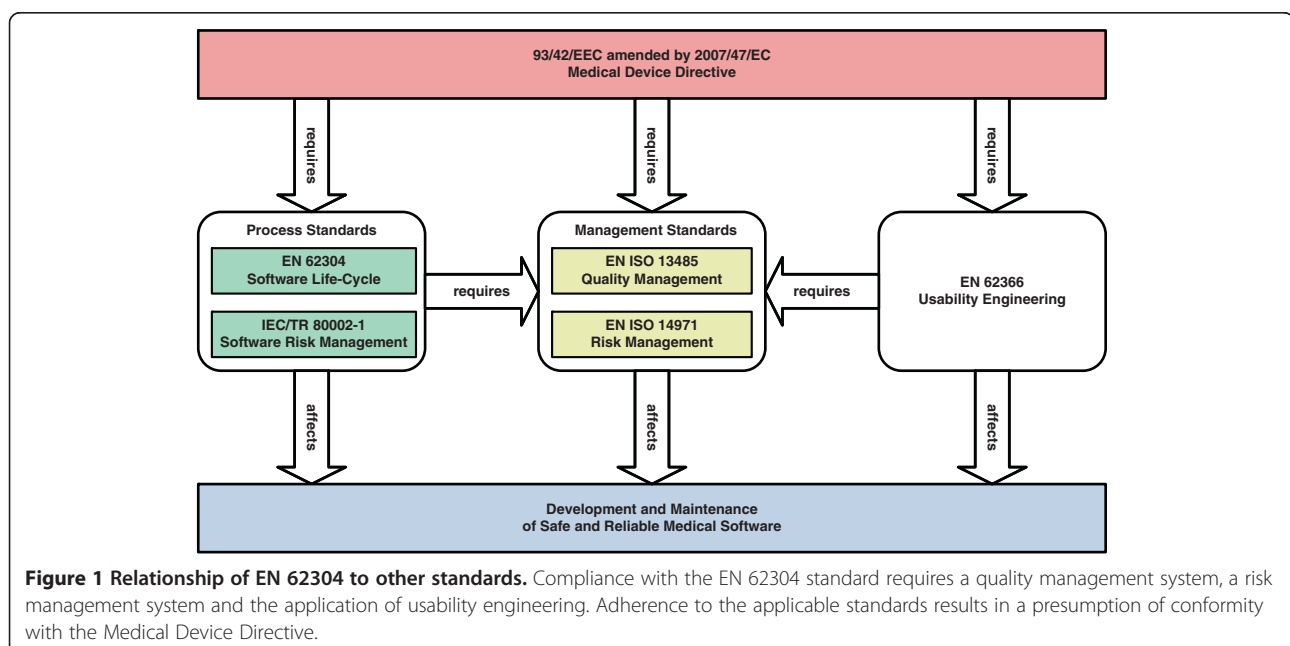 93/42/EEC amended by 2007/47/EC
Medical Device Directive
requires
requires
requires
Process Standards
EN 62304
Software Life-Cycle
IEC/TR 80002-1
Software Risk Management
requires
Management Standards
EN ISO 13485
Quality Management
EN ISO 14971
Risk Management
requires
EN 62366
Usability Engineering
affects
affects
affects
Development and Maintenance
of Safe and Reliable Medical Software
Figure 1 Relationship of EN 62304 to other standards. Compliance with the EN 62304 standard requires a quality management system, a risk
management system and the application of usability engineering. Adherence to the applicable standards results in a presumption of conformity
with the Medical Device Directive.